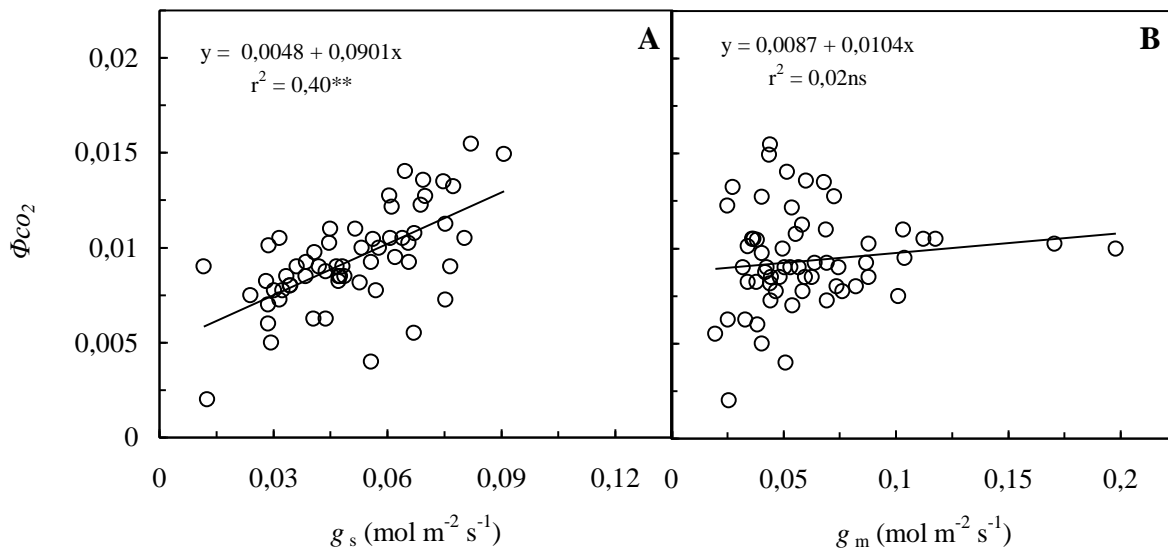 y = 0,0048 + 0,0901x
r² = 0,40**
A
y = 0,0087 + 0,0104x
r² = 0,02ns
B
0,02
0,015
0,01
0,005
0
Φco₂
0 0,03 0,06 0,09 0,12
0 0,05 0,1 0,15 0,2
g s (mol m⁻² s⁻¹)
g m (mol m⁻² s⁻¹)